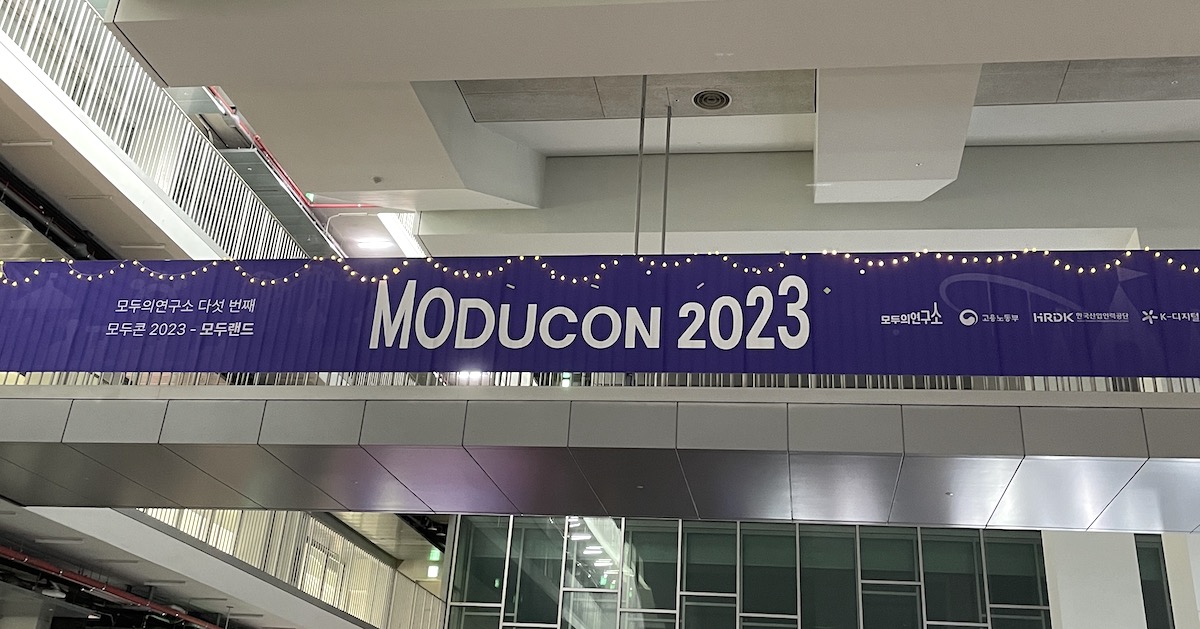 모두의연구소 다섯 번째
모두콘 2023 - 모두랜드
MODUCON 2023
모두의연구소
고용노동부
HRDK 한국산업인력공단
K-디지털